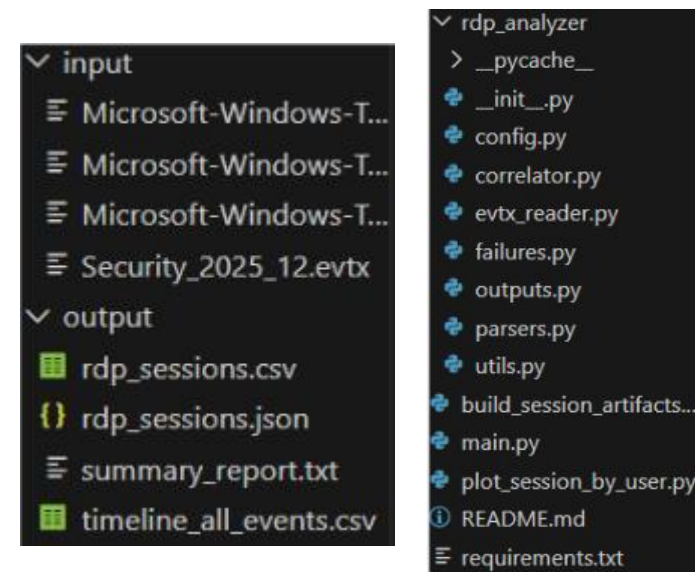 input
Microsoft-Windows-T...
Microsoft-Windows-T...
Microsoft-Windows-T...
Security_2025_12.evtx
output
rdp_sessions.csv
rdp_sessions.json
summary_report.txt
timeline_all_events.csv
rdp_analyzer
__pycache__
__init__.py
config.py
correlator.py
evtx_reader.py
failures.py
outputs.py
parsers.py
utils.py
build_session_artifacts...
main.py
plot_session_by_user.py
README.md
requirements.txt